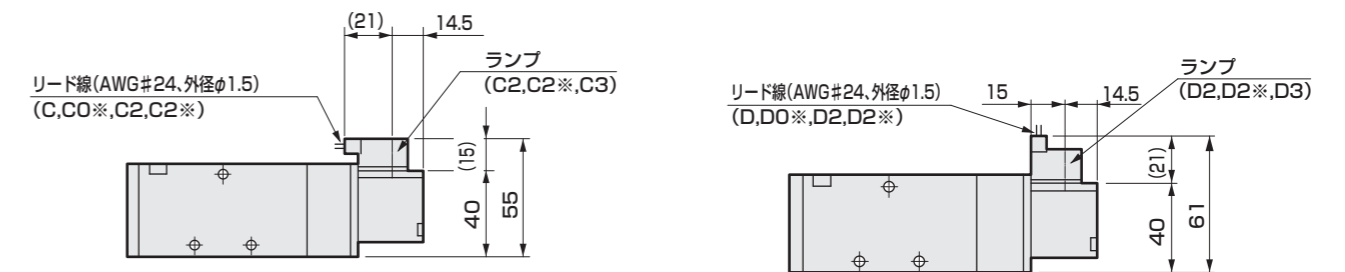 (21)
14.5
ランプ
(C2,C2※,C3)
リード線(AWG♯24、外径φ1.5)
(C,C0※,C2,C2※)
(15)
40
55
ランプ
(D2,D2※,D3)
リード線(AWG♯24、外径φ1.5)
(D,D0※,D2,D2※)
15
14.5
(21)
40
61